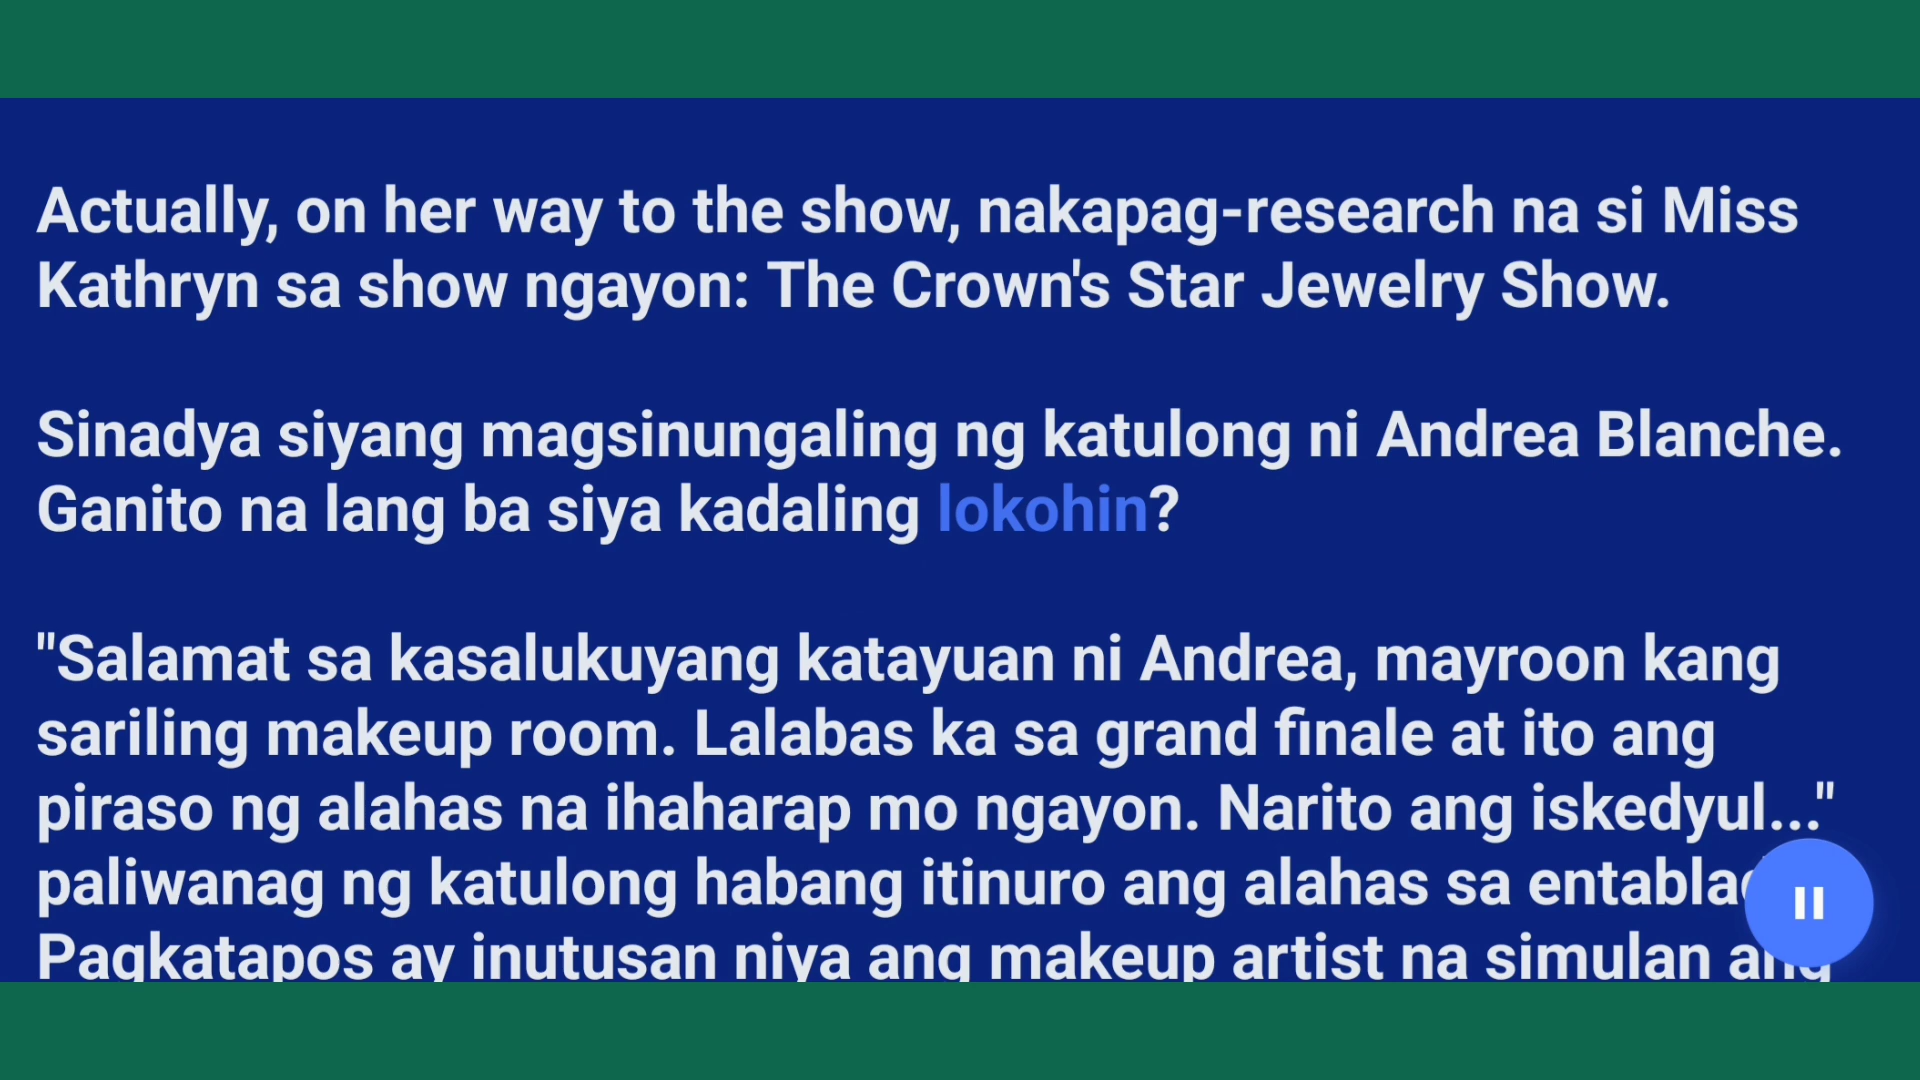 Actually, on her way to the show, nakapag-research na si Miss
Kathryn sa show ngayon: The Crown's Star Jewelry Show.
Sinadya siyang magsinungaling ng katulong ni Andrea Blanche.
Ganito na lang ba siya kadaling lokohin?
"Salamat sa kasalukuyang katayuan ni Andrea, mayroon kang
sariling makeup room. Lalabas ka sa grand finale at ito ang
piraso ng alahas na ihaharap mo ngayon. Narito ang iskedyul..."
paliwanag ng katulong habang itinuro ang alahas sa
Pagkatapos ay inutusan niya ang makeup artist na simulan ang